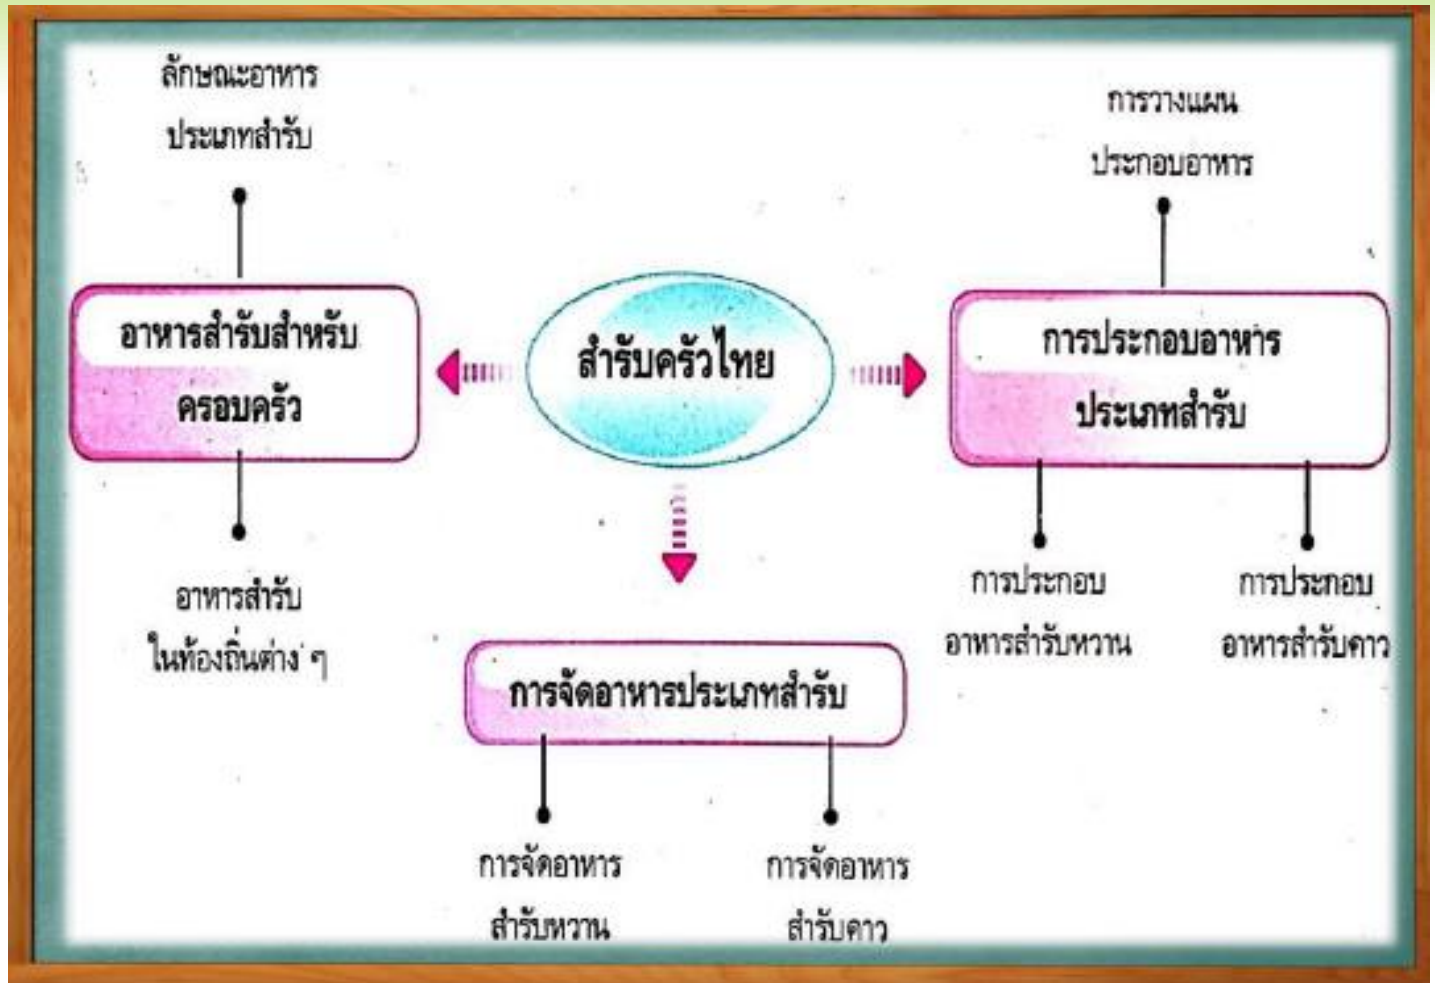 ลักษณะอาหาร
ประเภทสำรับ
การวางแผน
ประกอบอาหาร
อาหารสำรับสำหรับ
ครอบครัว
สำรับครัวไทย
การประกอบอาหาร
ประเภทสำรับ
อาหารสำรับ
ในท้องถิ่นต่าง ๆ
การประกอบ
อาหารสำรับหวาน
การประกอบ
อาหารสำรับคาว
การจัดอาหารประเภทสำรับ
การจัดอาหาร
สำรับหวาน
การจัดอาหาร
สำรับคาว